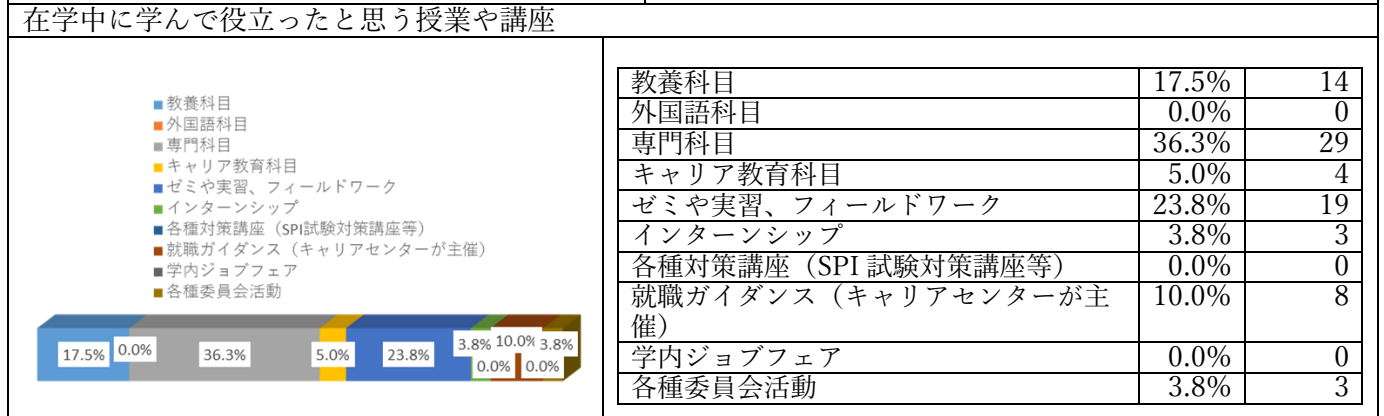 在学中に学んで役立ったと思う授業や講座
教養科目
外国語科目
専門科目
キャリア教育科目
ゼミや実習、フィールドワーク
インターンシップ
各種対策講座（SPI試験対策講座等）
就職ガイダンス（キャリアセンターが主催）
学内ジョブフェア
各種委員会活動
17.5% 0.0% 36.3% 5.0% 23.8% 3.8% 0.0% 10.0% 0.0% 3.8%
教養科目 17.5% 14
外国語科目 0.0% 0
専門科目 36.3% 29
キャリア教育科目 5.0% 4
ゼミや実習、フィールドワーク 23.8% 19
インターンシップ 3.8% 3
各種対策講座（SPI 試験対策講座等） 0.0% 0
就職ガイダンス（キャリアセンターが主 10.0% 8
催）
学内ジョブフェア 0.0% 0
各種委員会活動 3.8% 3